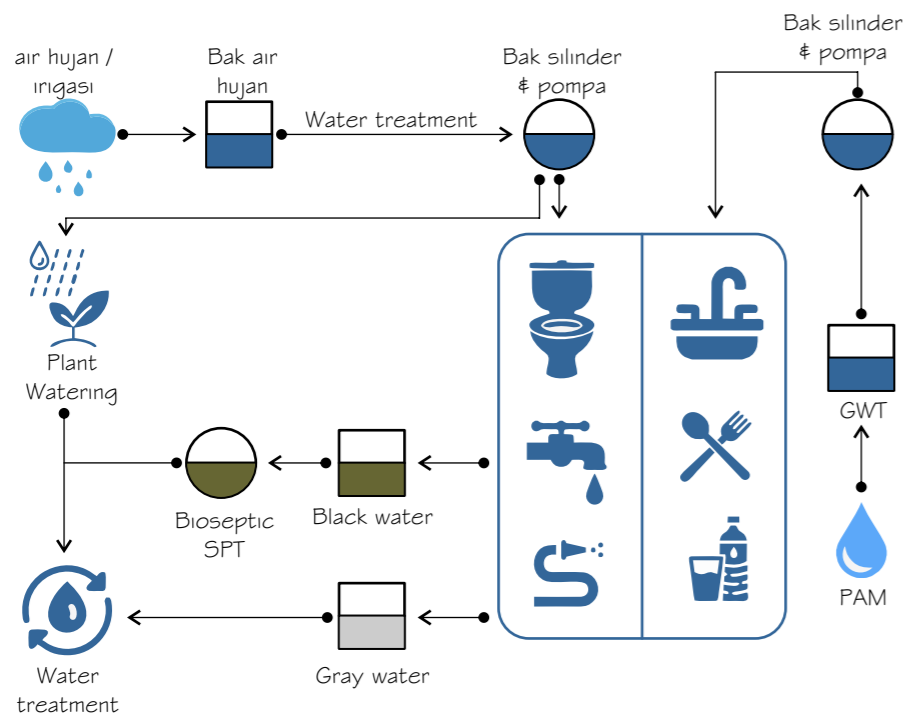 air hujan /
irigasi
Bak air
hujan
Water treatment
Bak silinder
& pompa
Bak silinder
& pompa
Plant
Watering
GWT
Bioseptic
SPT
Black water
PAM
Gray water
Water
treatment